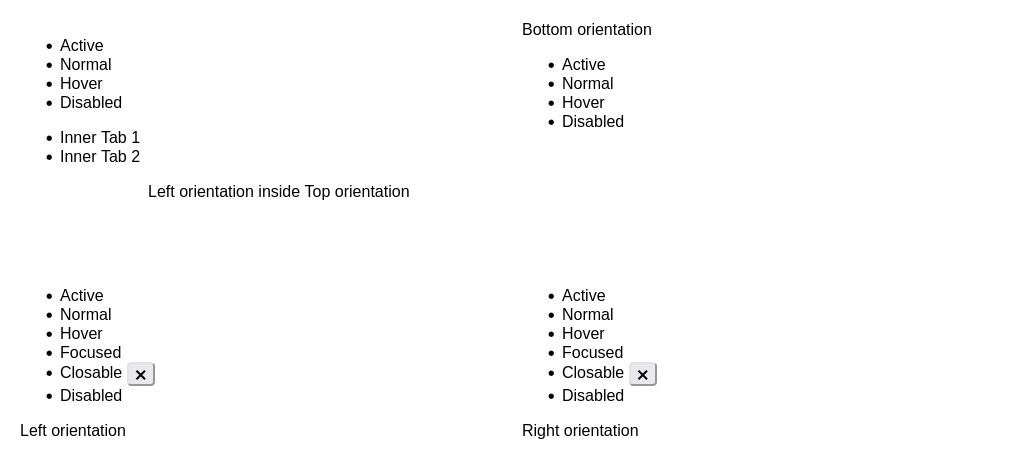 Active
Normal
Hover
Disabled
Inner Tab 1
Inner Tab 2
Left orientation inside Top orientation
Bottom orientation
Active
Normal
Hover
Disabled
Active
Normal
Hover
Focused
Closable ✕
Disabled
Left orientation
Active
Normal
Hover
Focused
Closable ✕
Disabled
Right orientation